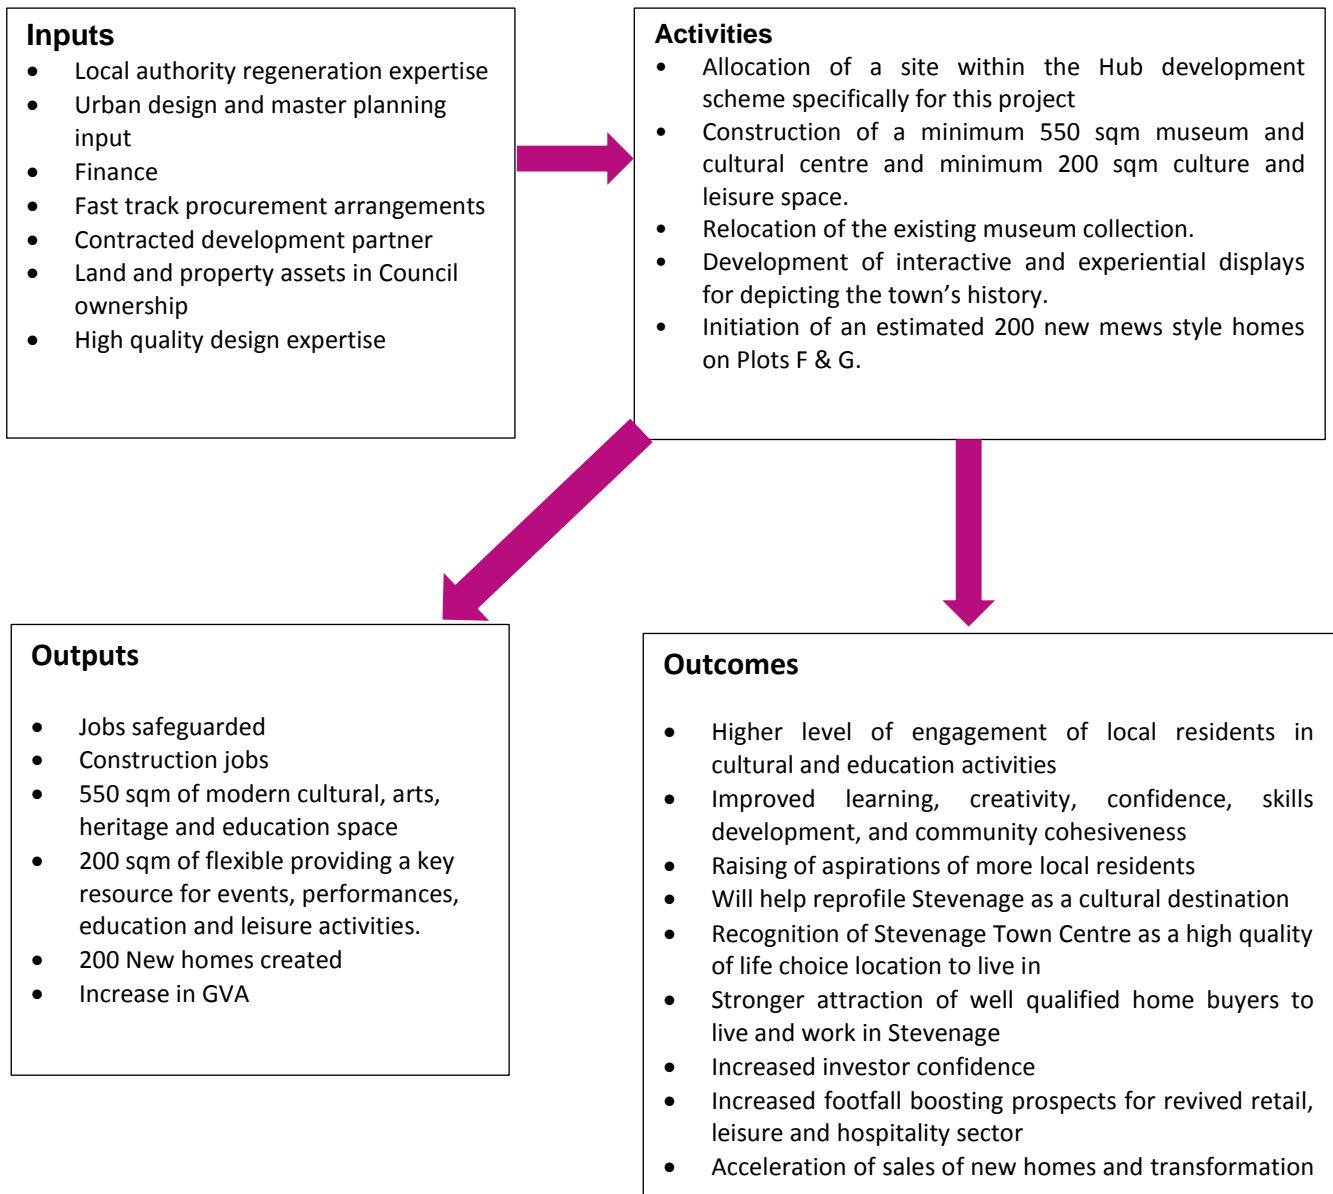 Inputs
• Local authority regeneration expertise
• Urban design and master planning
input
• Finance
• Fast track procurement arrangements
• Contracted development partner
• Land and property assets in Council
ownership
• High quality design expertise
Activities
• Allocation of a site within the Hub development
scheme specifically for this project
• Construction of a minimum 550 sqm museum and
cultural centre and minimum 200 sqm culture and
leisure space.
• Relocation of the existing museum collection.
• Development of interactive and experiential displays
for depicting the town’s history.
• Initiation of an estimated 200 new mews style homes
on Plots F & G.
Outputs
• Jobs safeguarded
• Construction jobs
• 550 sqm of modern cultural, arts,
heritage and education space
• 200 sqm of flexible providing a key
resource for events, performances,
education and leisure activities.
• 200 New homes created
• Increase in GVA
Outcomes
• Higher level of engagement of local residents in
cultural and education activities
• Improved learning, creativity, confidence, skills
development, and community cohesiveness
• Raising of aspirations of more local residents
• Will help reprofile Stevenage as a cultural destination
• Recognition of Stevenage Town Centre as a high quality
of life choice location to live in
• Stronger attraction of well qualified home buyers to
live and work in Stevenage
• Increased investor confidence
• Increased footfall boosting prospects for revived retail,
leisure and hospitality sector
• Acceleration of sales of new homes and transformation